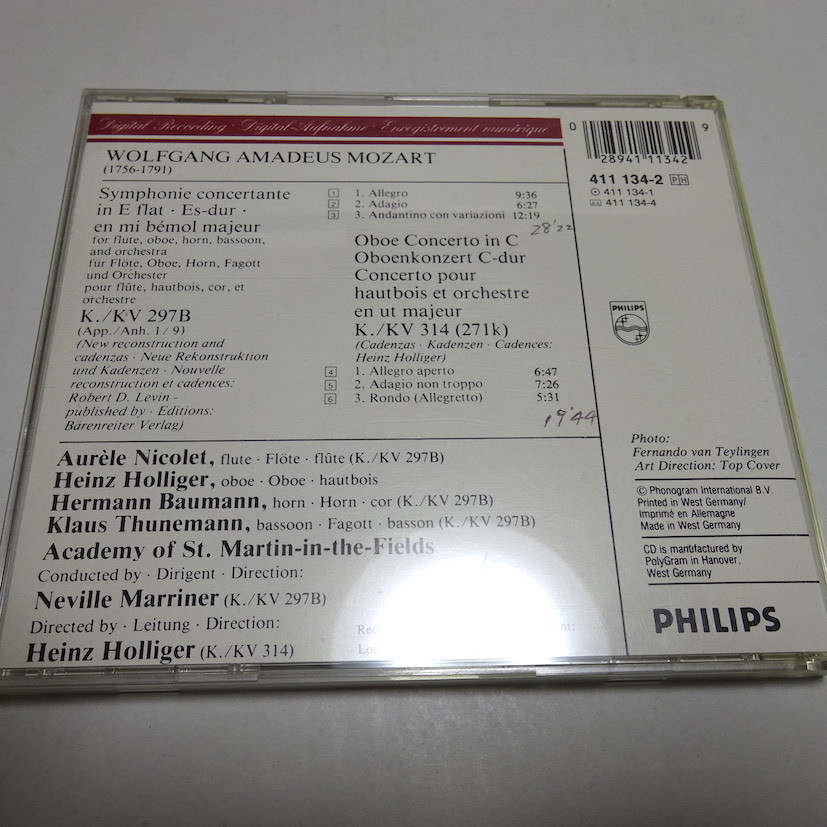 Digital Recording · Digital-Aufnahme · Enregistrement numérique
WOLFGANG AMADEUS MOZART
(1756-1791)
Symphonie concertante
in E flat · Es-dur ·
en mi bémol majeur
for flute, oboe, horn, bassoon,
and orchestra
für Flöte, Oboe, Horn, Fagott
und Orchester
pour flûte, hautbois, cor, et
orchestre
K./KV 297B
(App./Anh. 1/9)
(New reconstruction and
cadenzas · Neue Rekonstruktion
und Kadenzen · Nouvelle
reconstruction et cadences:
Robert D. Levin -
published by · Editions:
Bärenreiter Verlag)
1 1. Allegro 9:36
2 2. Adagio 6:27
3 3. Andantino con variazioni 12:19
28'22
Oboe Concerto in C
Oboenkonzert C-dur
Concerto pour
hautbois et orchestre
en ut majeur
K./KV 314 (271k)
(Cadenzas · Kadenzen · Cadences:
Heinz Holliger)
4 1. Allegro aperto 6:47
5 2. Adagio non troppo 7:26
6 3. Rondo (Allegretto) 5:31
19'44
Aurèle Nicolet, flute · Flöte · flûte (K./KV 297B)
Heinz Holliger, oboe · Oboe · hautbois
Hermann Baumann, horn · Horn · cor (K./KV 297B)
Klaus Thunemann, bassoon · Fagott · basson (K./KV 297B)
Academy of St. Martin-in-the-Fields
Conducted by · Dirigent · Direction:
Neville Marriner (K./KV 297B)
Directed by · Leitung · Direction:
Heinz Holliger (K./KV 314)
0 28941 11342 9
411 134-2 PH
411 134-1
411 134-4
PHILIPS
Photo:
Fernando van Teylingen
Art Direction: Top Cover
© Phonogram International B.V.
Printed in West Germany/
Imprimé en Allemagne
Made in West Germany
CD is manufactured by
PolyGram in Hanover,
West Germany
PHILIPS